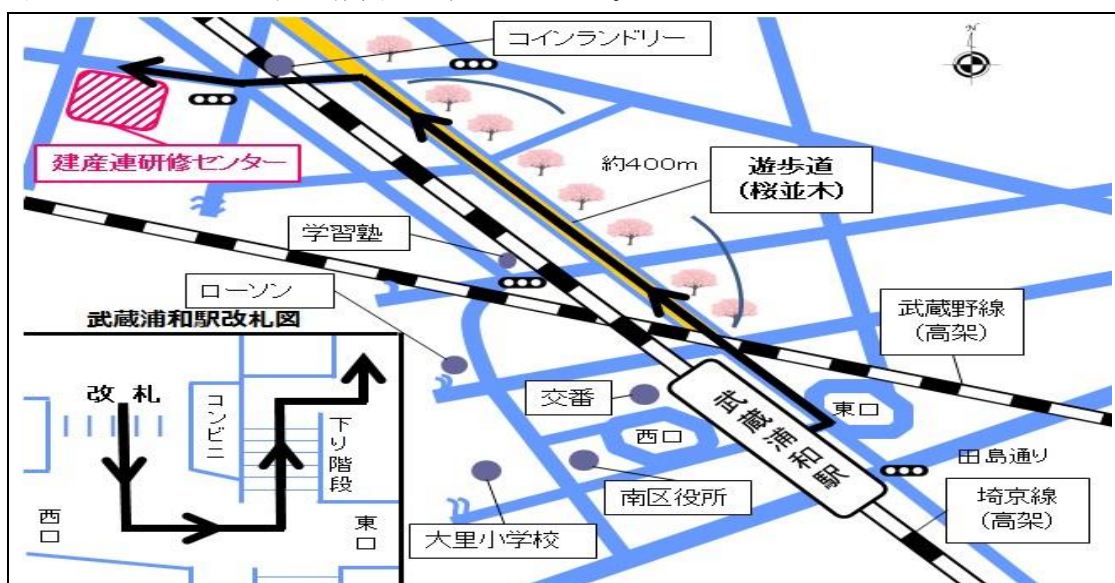 コインランドリー
N
建産連研修センター
約400m
遊歩道
(桜並木)
学習塾
ローソン
武蔵野線
(高架)
武蔵浦和駅改札図
改札
コンビニ
下り階段
西口
東口
交番
西口
武蔵浦和駅
東口
田島通り
南区役所
大里小学校
埼京線
(高架)